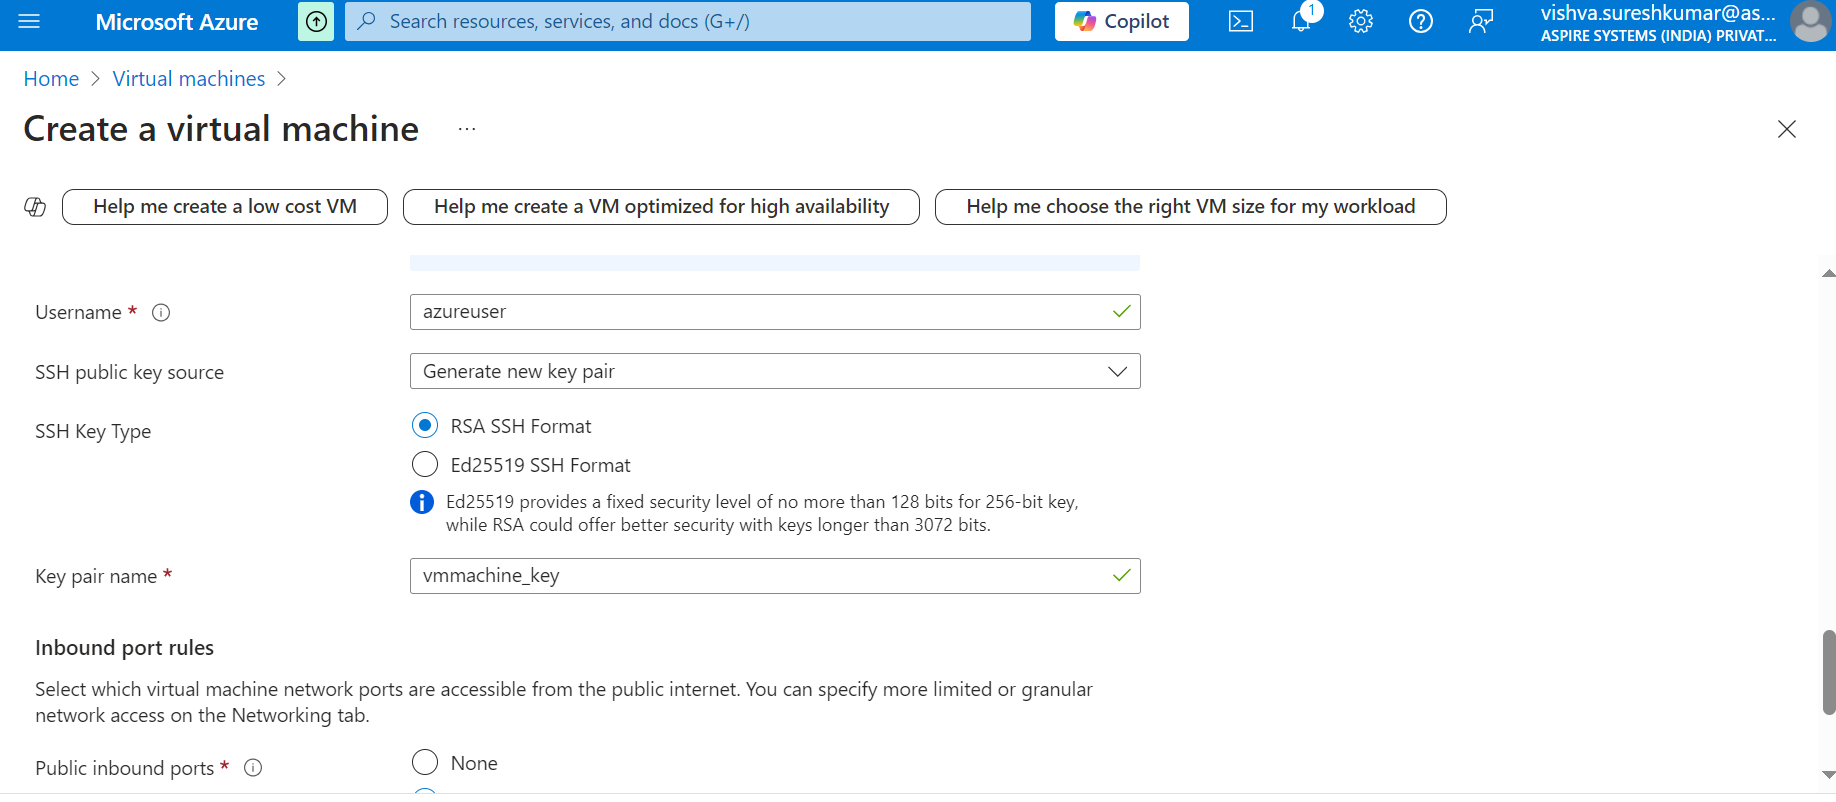 Microsoft Azure
Search resources, services, and docs (G+/)
Copilot
1
vishva.sureshkumar@as...
ASPIRE SYSTEMS (INDIA) PRIVAT...
Home > Virtual machines >
Create a virtual machine ...
Help me create a low cost VM
Help me create a VM optimized for high availability
Help me choose the right VM size for my workload
Username *
azureuser
SSH public key source
Generate new key pair
SSH Key Type
RSA SSH Format
Ed25519 SSH Format
Ed25519 provides a fixed security level of no more than 128 bits for 256-bit key,
while RSA could offer better security with keys longer than 3072 bits.
Key pair name *
vmmachine_key
Inbound port rules
Select which virtual machine network ports are accessible from the public internet. You can specify more limited or granular
network access on the Networking tab.
Public inbound ports *
None